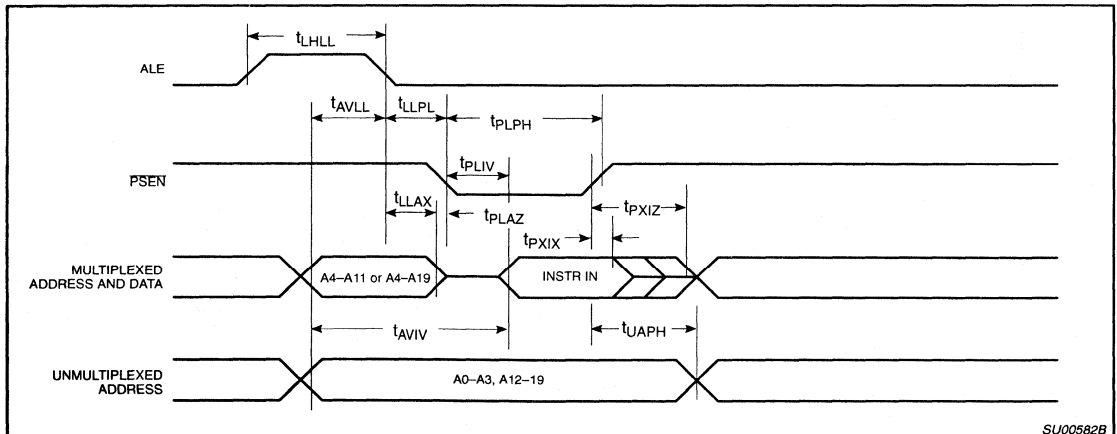 tLHLL
ALE
tAVLL
tLLPL
tPLPH
tPLIV
PSEN
tLLAX
tPLAZ
tPXIZ
tPXIX
MULTIPLEXED
ADDRESS AND DATA
A4–A11 or A4–A19
INSTR IN
tAVIV
tUAPH
UNMULTIPLEXED
ADDRESS
A0–A3, A12–19
SU00582B